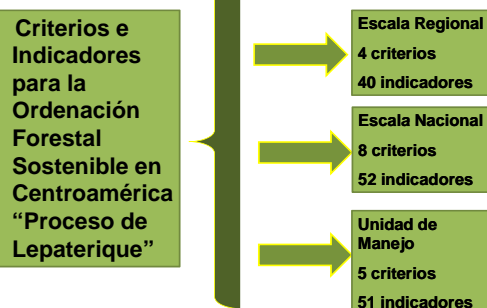 Criterios e
Indicadores
para la
Ordenación
Forestal
Sostenible en
Centroamérica
“Proceso de
Lepaterique”
Escala Regional
4 criterios
40 indicadores
Escala Nacional
8 criterios
52 indicadores
Unidad de
Manejo
5 criterios
51 indicadores